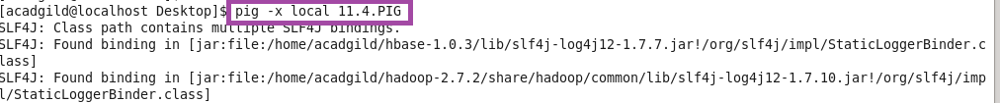 [acadgild@localhost Desktop]$ pig -x local 11.4.PIG
SLF4J: Class path contains multiple SLF4J bindings.
SLF4J: Found binding in [jar:file:/home/acadgild/hbase-1.0.3/lib/slf4j-log4j12-1.7.7.jar!/org/slf4j/impl/StaticLoggerBinder.c
lass]
SLF4J: Found binding in [jar:file:/home/acadgild/hadoop-2.7.2/share/hadoop/common/lib/slf4j-log4j12-1.7.10.jar!/org/slf4j/imp
l/StaticLoggerBinder.class]